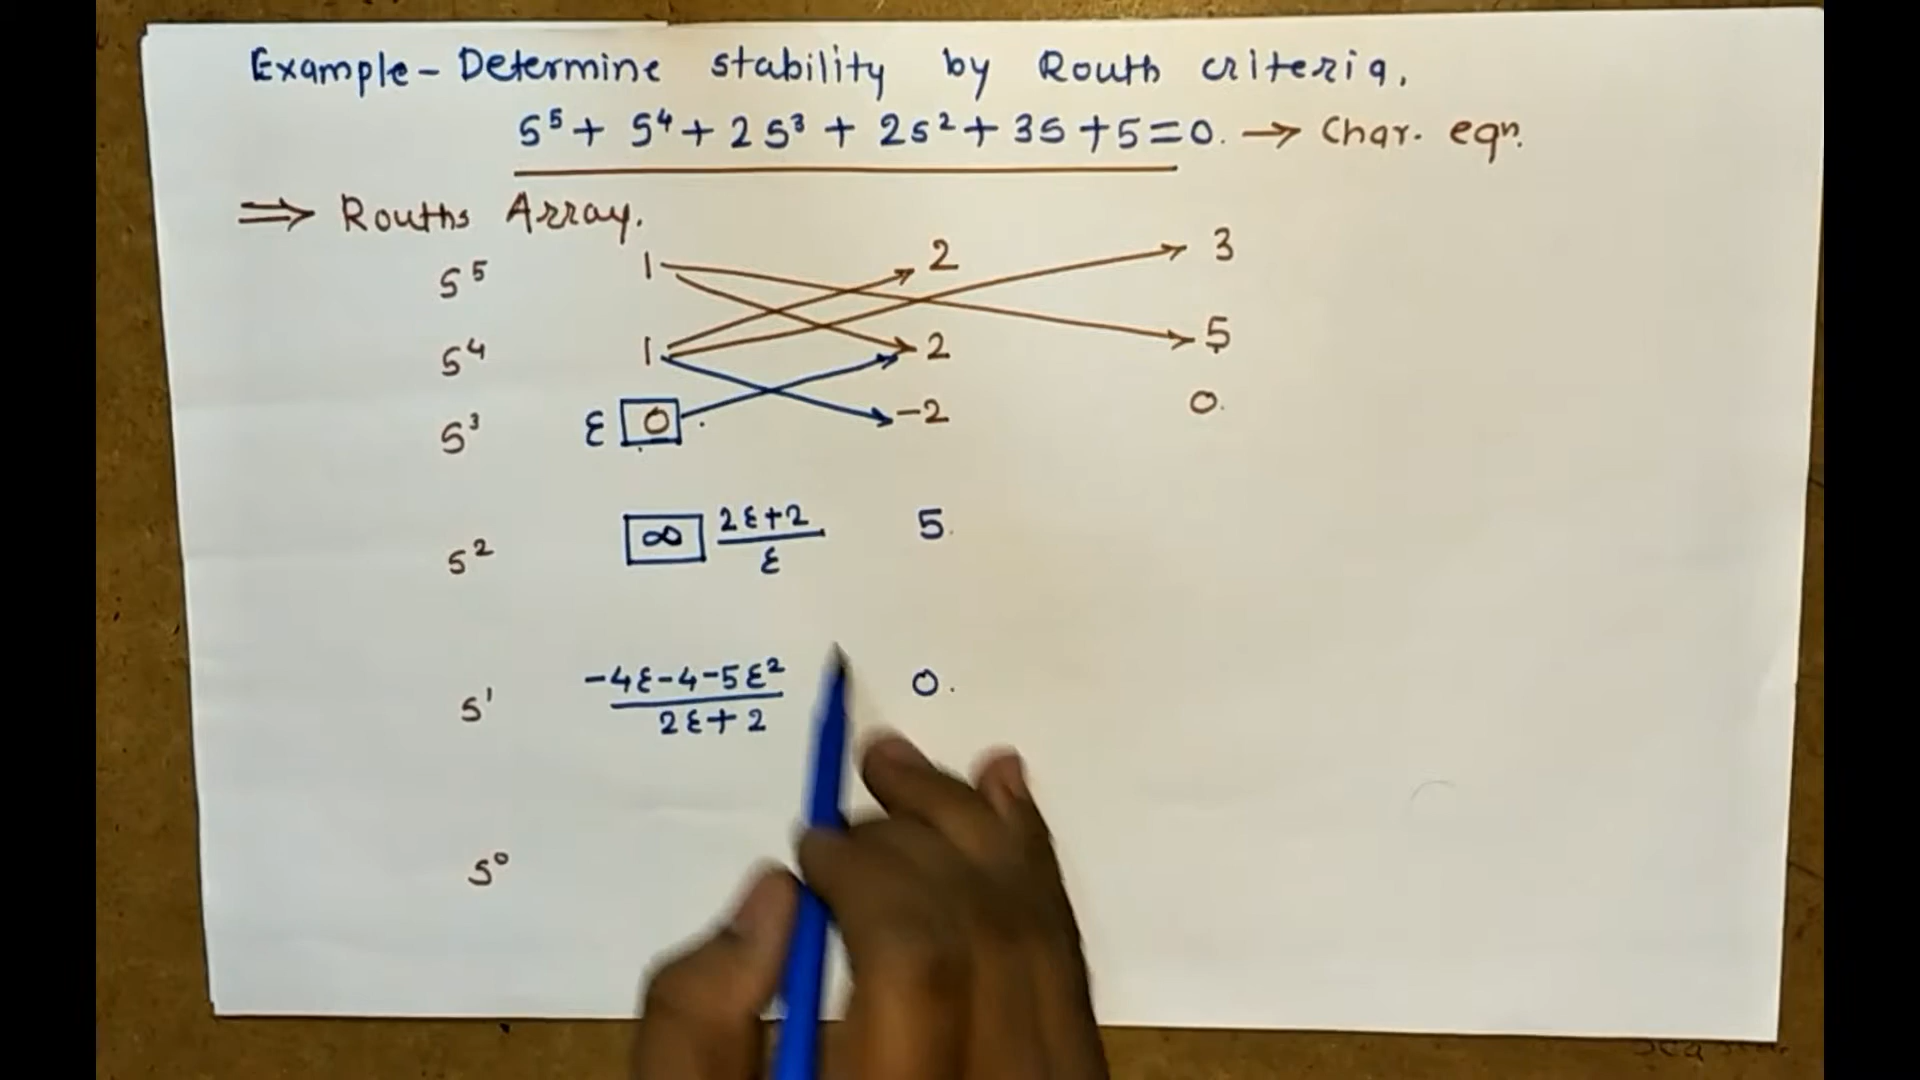 Example - Determine stability by Routh criteria.
S⁵ + S⁴ + 2S³ + 2S² + 3S + 5 = 0. → Char. eqn.
⇒ Rouths Array.
S⁵ 1 2 3
S⁴ 1 2 5
S³ ε 0 -2 0.
S² ∞ (2ε+2)/ε 5.
S¹ (-4ε-4-5ε²)/(2ε+2) 0.
S⁰